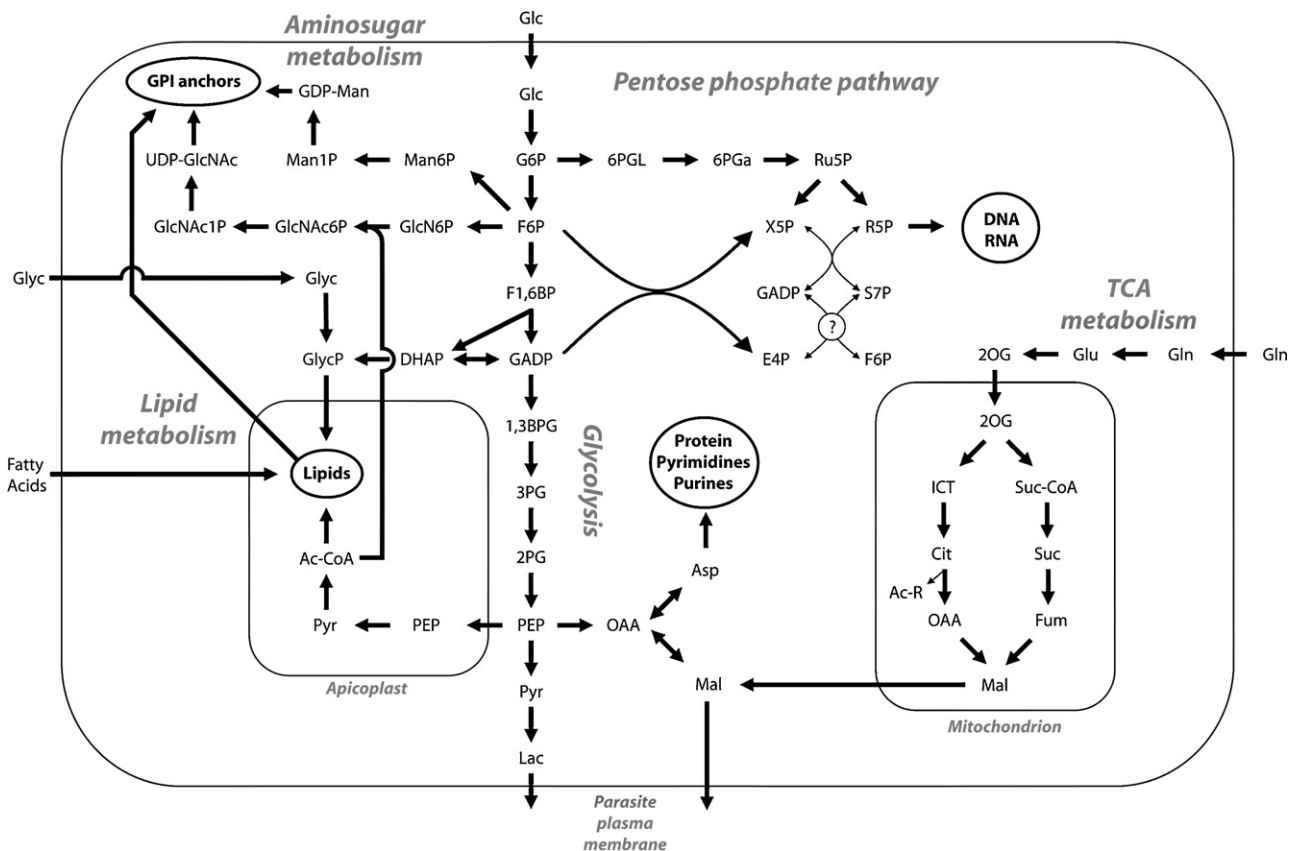 Glc
Aminosugar
metabolism
Pentose phosphate pathway
GPI anchors
GDP-Man
Glc
UDP-GlcNAc
Man1P
Man6P
G6P
6PGL
6PGa
Ru5P
GlcNAc1P
GlcNAc6P
GlcN6P
F6P
X5P
R5P
DNA
RNA
Glyc
Glyc
F1,6BP
GADP
S7P
TCA
metabolism
?
GlycP
DHAP
GADP
E4P
F6P
2OG
Glu
Gln
Gln
Lipid
metabolism
1,3BPG
Glycolysis
Protein
Pyrimidines
Purines
2OG
Fatty
Acids
Lipids
3PG
ICT
Suc-CoA
Ac-CoA
2PG
Asp
Cit
Suc
Ac-R
Pyr
PEP
PEP
OAA
OAA
Fum
Apicoplast
Pyr
Mal
Mal
Mitochondrion
Lac
Parasite
plasma
membrane